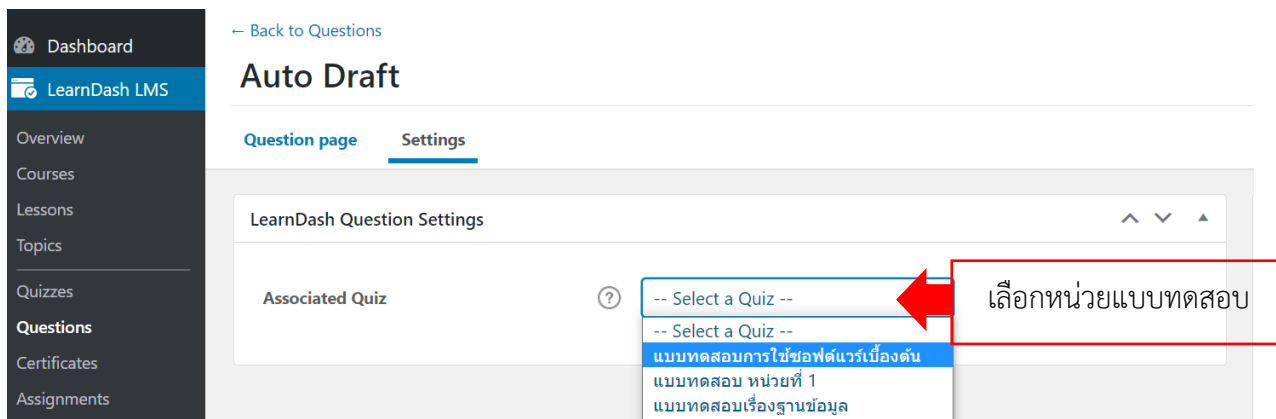 Dashboard
LearnDash LMS
Overview
Courses
Lessons
Topics
Quizzes
Questions
Certificates
Assignments
← Back to Questions
Auto Draft
Question page Settings
LearnDash Question Settings
Associated Quiz ? -- Select a Quiz --
เลือกหน่วยแบบทดสอบ
-- Select a Quiz --
แบบทดสอบการใช้ซอฟต์แวร์เบื้องต้น
แบบทดสอบ หน่วยที่ 1
แบบทดสอบเรื่องฐานข้อมูล